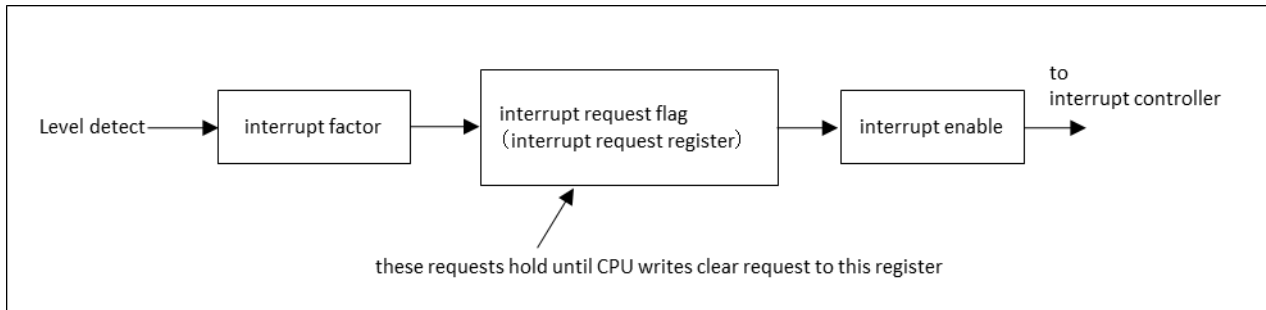 to
interrupt controller
Level detect
interrupt factor
interrupt request flag
（interrupt request register）
interrupt enable
these requests hold until CPU writes clear request to this register